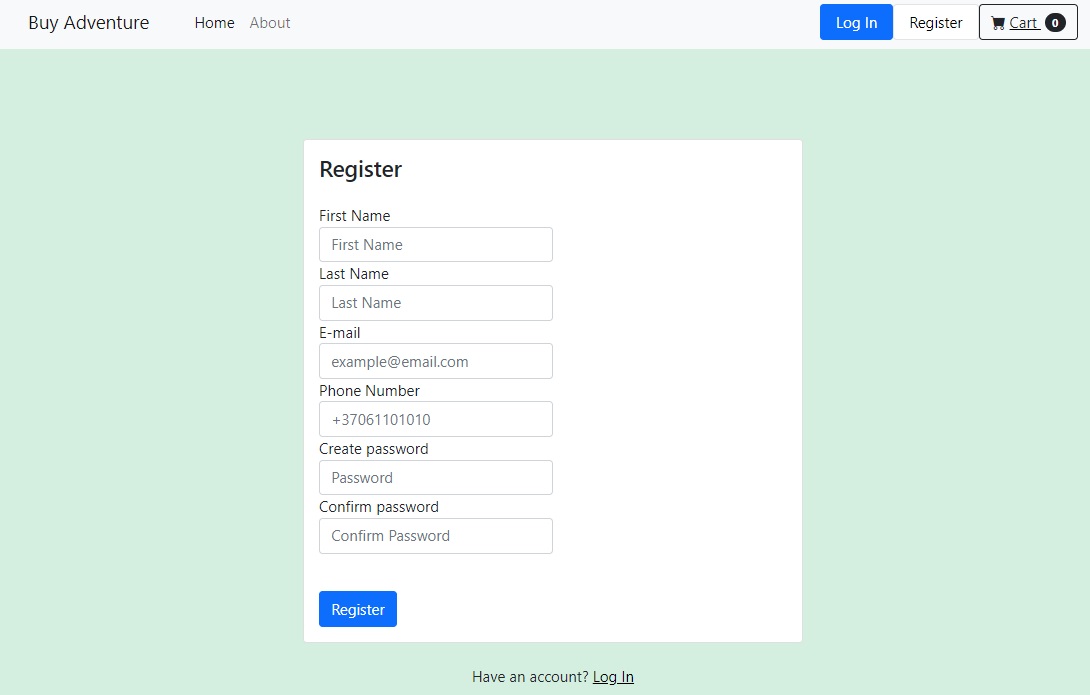 Buy Adventure Home About Log In Register Cart 0
Register
First Name
First Name
Last Name
Last Name
E-mail
example@email.com
Phone Number
+37061101010
Create password
Password
Confirm password
Confirm Password
Register
Have an account? Log In